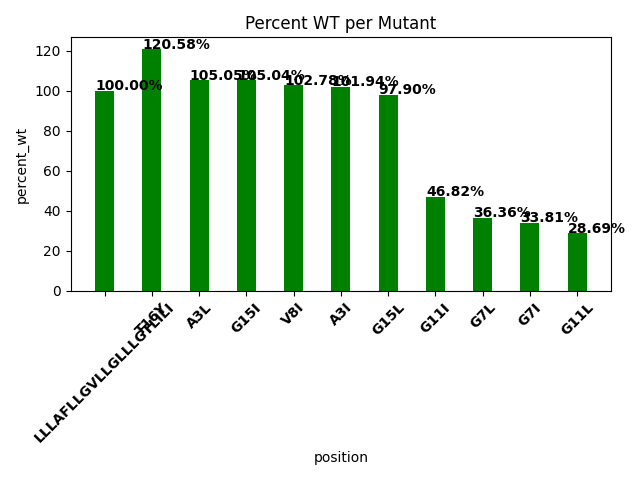 Percent WT per Mutant
120
100
80
60
40
20
0
percent_wt
100.00%
120.58%
105.05%
105.04%
102.78%
101.94%
97.90%
46.82%
36.36%
33.81%
28.69%
LLLAFLLGVLLGLLLGTLILI
T16Y
A3L
G15I
V8I
A3I
G15L
G11I
G7L
G7I
G11L
position